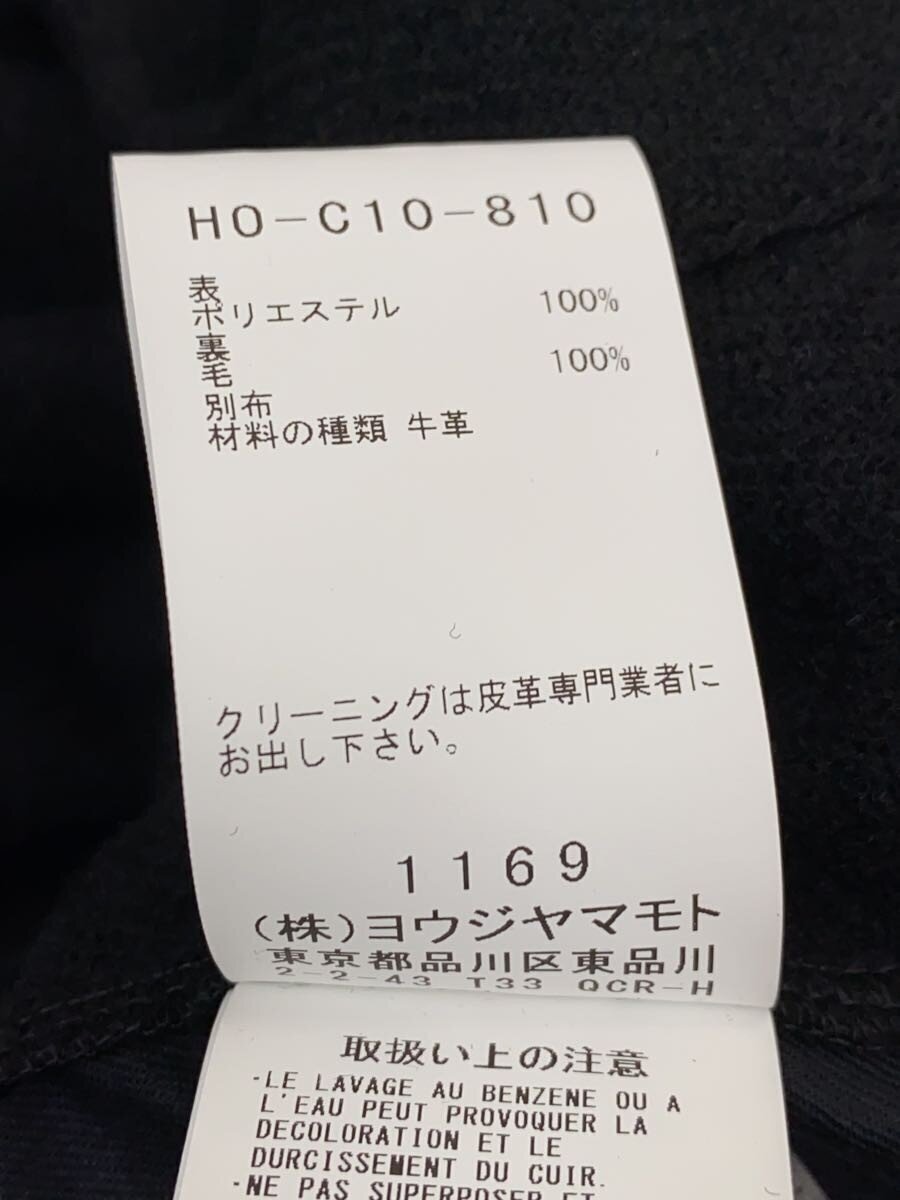 HO-C10-810
表
ポリエステル 100%
裏
毛 100%
別布
材料の種類 牛革
クリーニングは皮革専門業者に
お出し下さい。
1169
(株)ヨウジヤマモト
東京都品川区東品川
2-2-43 T33 QCR-H
取扱い上の注意
・LE LAVAGE AU BENZENE OU A
L'EAU PEUT PROVOQUER LA
DECOLORATION ET LE
DURCISSEMENT DU CUIR.
・NE PAS SUPERPOSER ET